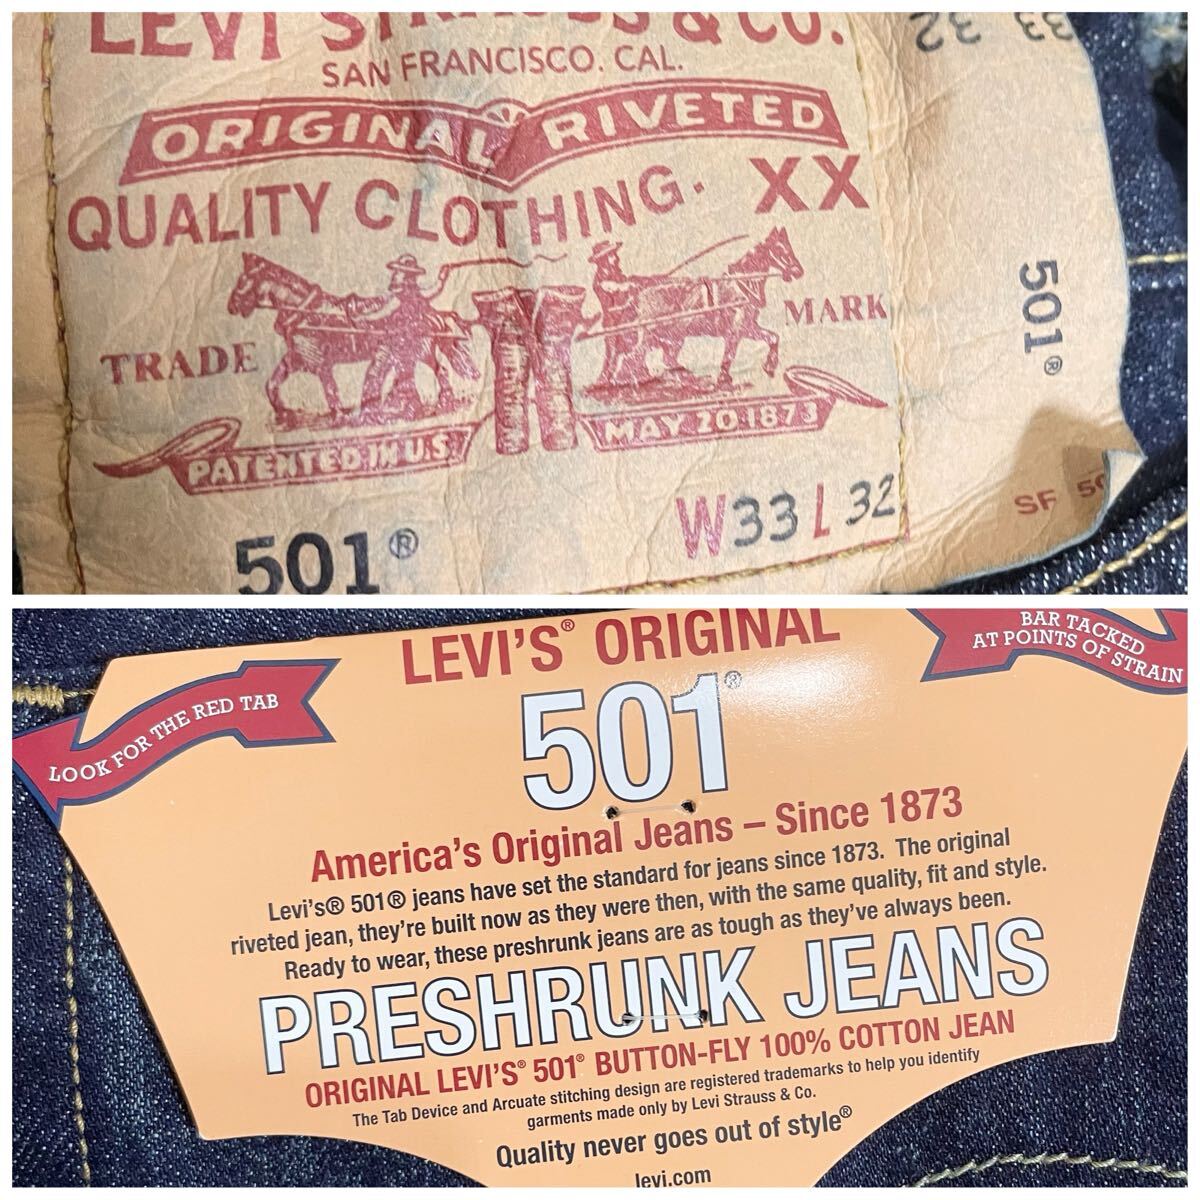 LEVI STRAUSS & CO.
SAN FRANCISCO. CAL.
ORIGINAL RIVETED
QUALITY CLOTHING. XX
TRADE MARK
PATENTED IN U.S.
MAY 20.1873
501®
W33 L 32
33
32
501®
SF 50
LEVI'S® ORIGINAL
501®
LOOK FOR THE RED TAB
BAR TACKED
AT POINTS OF STRAIN
America's Original Jeans – Since 1873
Levi's® 501® jeans have set the standard for jeans since 1873. The original
riveted jean, they're built now as they were then, with the same quality, fit and style.
Ready to wear, these preshrunk jeans are as tough as they've always been.
PRESHRUNK JEANS
ORIGINAL LEVI'S® 501® BUTTON-FLY 100% COTTON JEAN
The Tab Device and Arcuate stitching design are registered trademarks to help you identify
garments made only by Levi Strauss & Co.
Quality never goes out of style®
levi.com